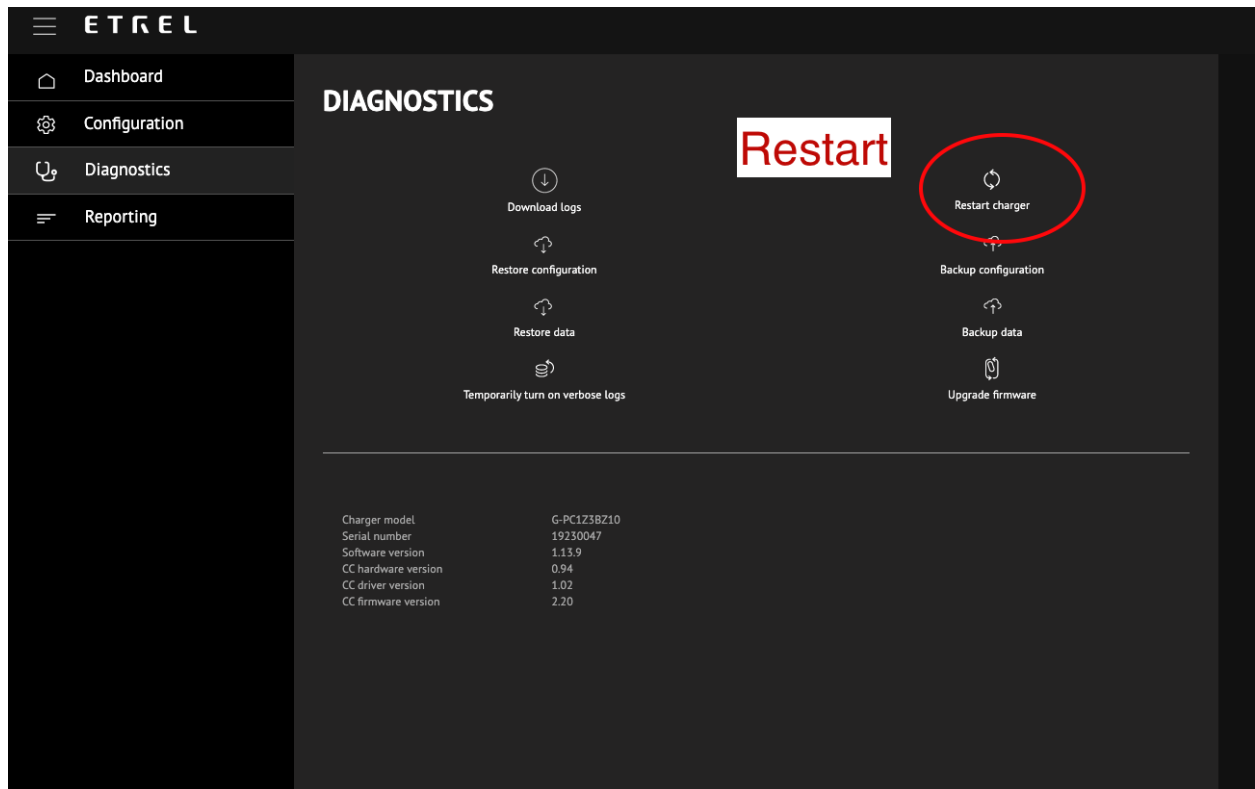 ETREL
Dashboard
Configuration
Diagnostics
Reporting
DIAGNOSTICS
Restart
Download logs
Restart charger
Restore configuration
Backup configuration
Restore data
Backup data
Temporarily turn on verbose logs
Upgrade firmware
Charger model G-PC1Z3BZ10
Serial number 19230047
Software version 1.13.9
CC hardware version 0.94
CC driver version 1.02
CC firmware version 2.20